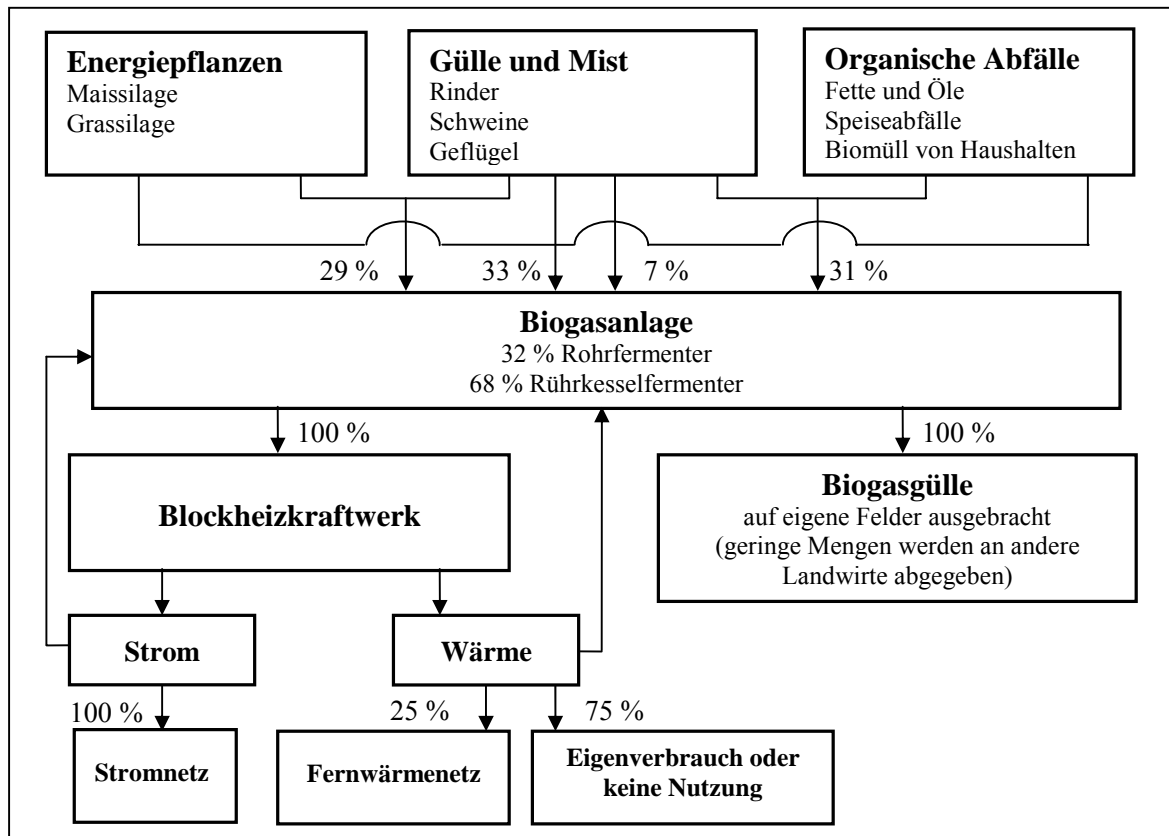 Energiepflanzen
Maissilage
Grassilage
Gülle und Mist
Rinder
Schweine
Geflügel
Organische Abfälle
Fette und Öle
Speiseabfälle
Biomüll von Haushalten
29 %
33 %
7 %
31 %
Biogasanlage
32 % Rohrfermenter
68 % Rührkesselfermenter
100 %
100 %
Blockheizkraftwerk
Biogasgülle
auf eigene Felder ausgebracht
(geringe Mengen werden an andere
Landwirte abgegeben)
Strom
Wärme
100 %
25 %
75 %
Stromnetz
Fernwärmenetz
Eigenverbrauch oder
keine Nutzung